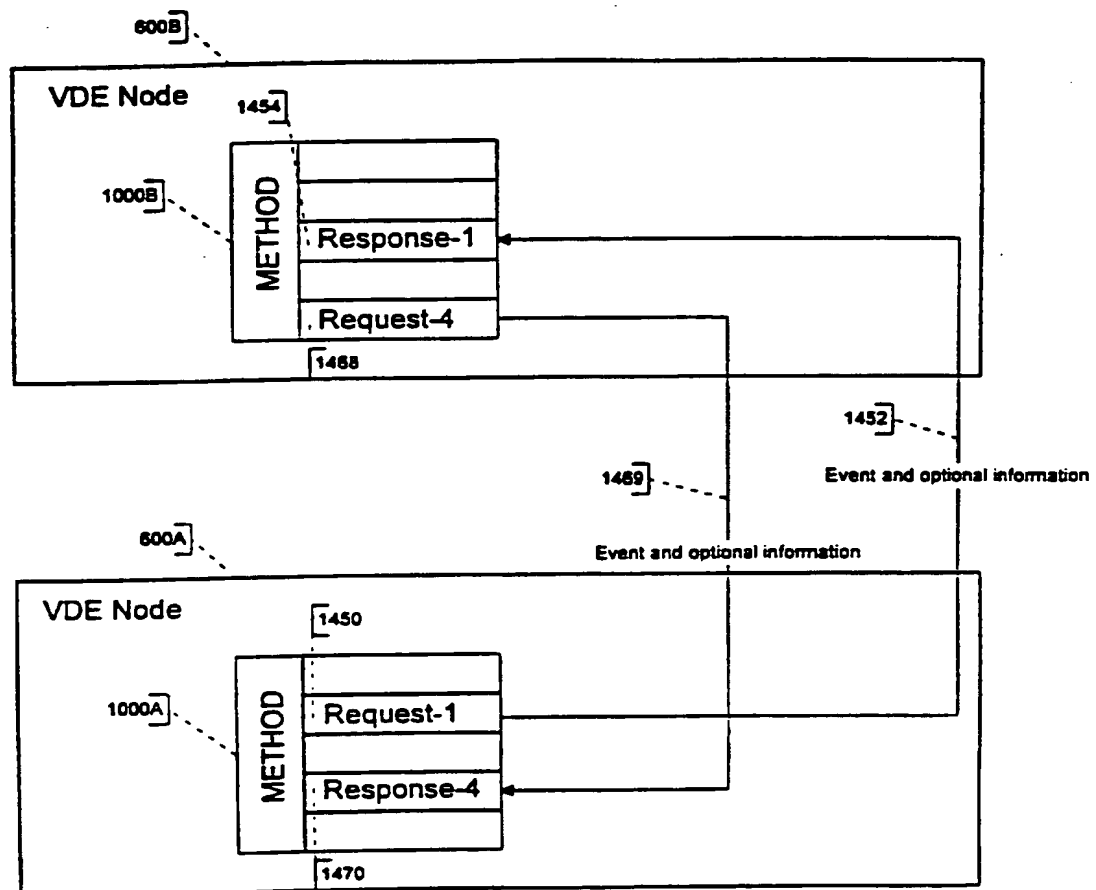 600B
VDE Node
1454
1000B
METHOD
Response-1
Request-4
1468
1452
Event and optional information
1469
Event and optional information
600A
VDE Node
1450
1000A
METHOD
Request-1
Response-4
1470